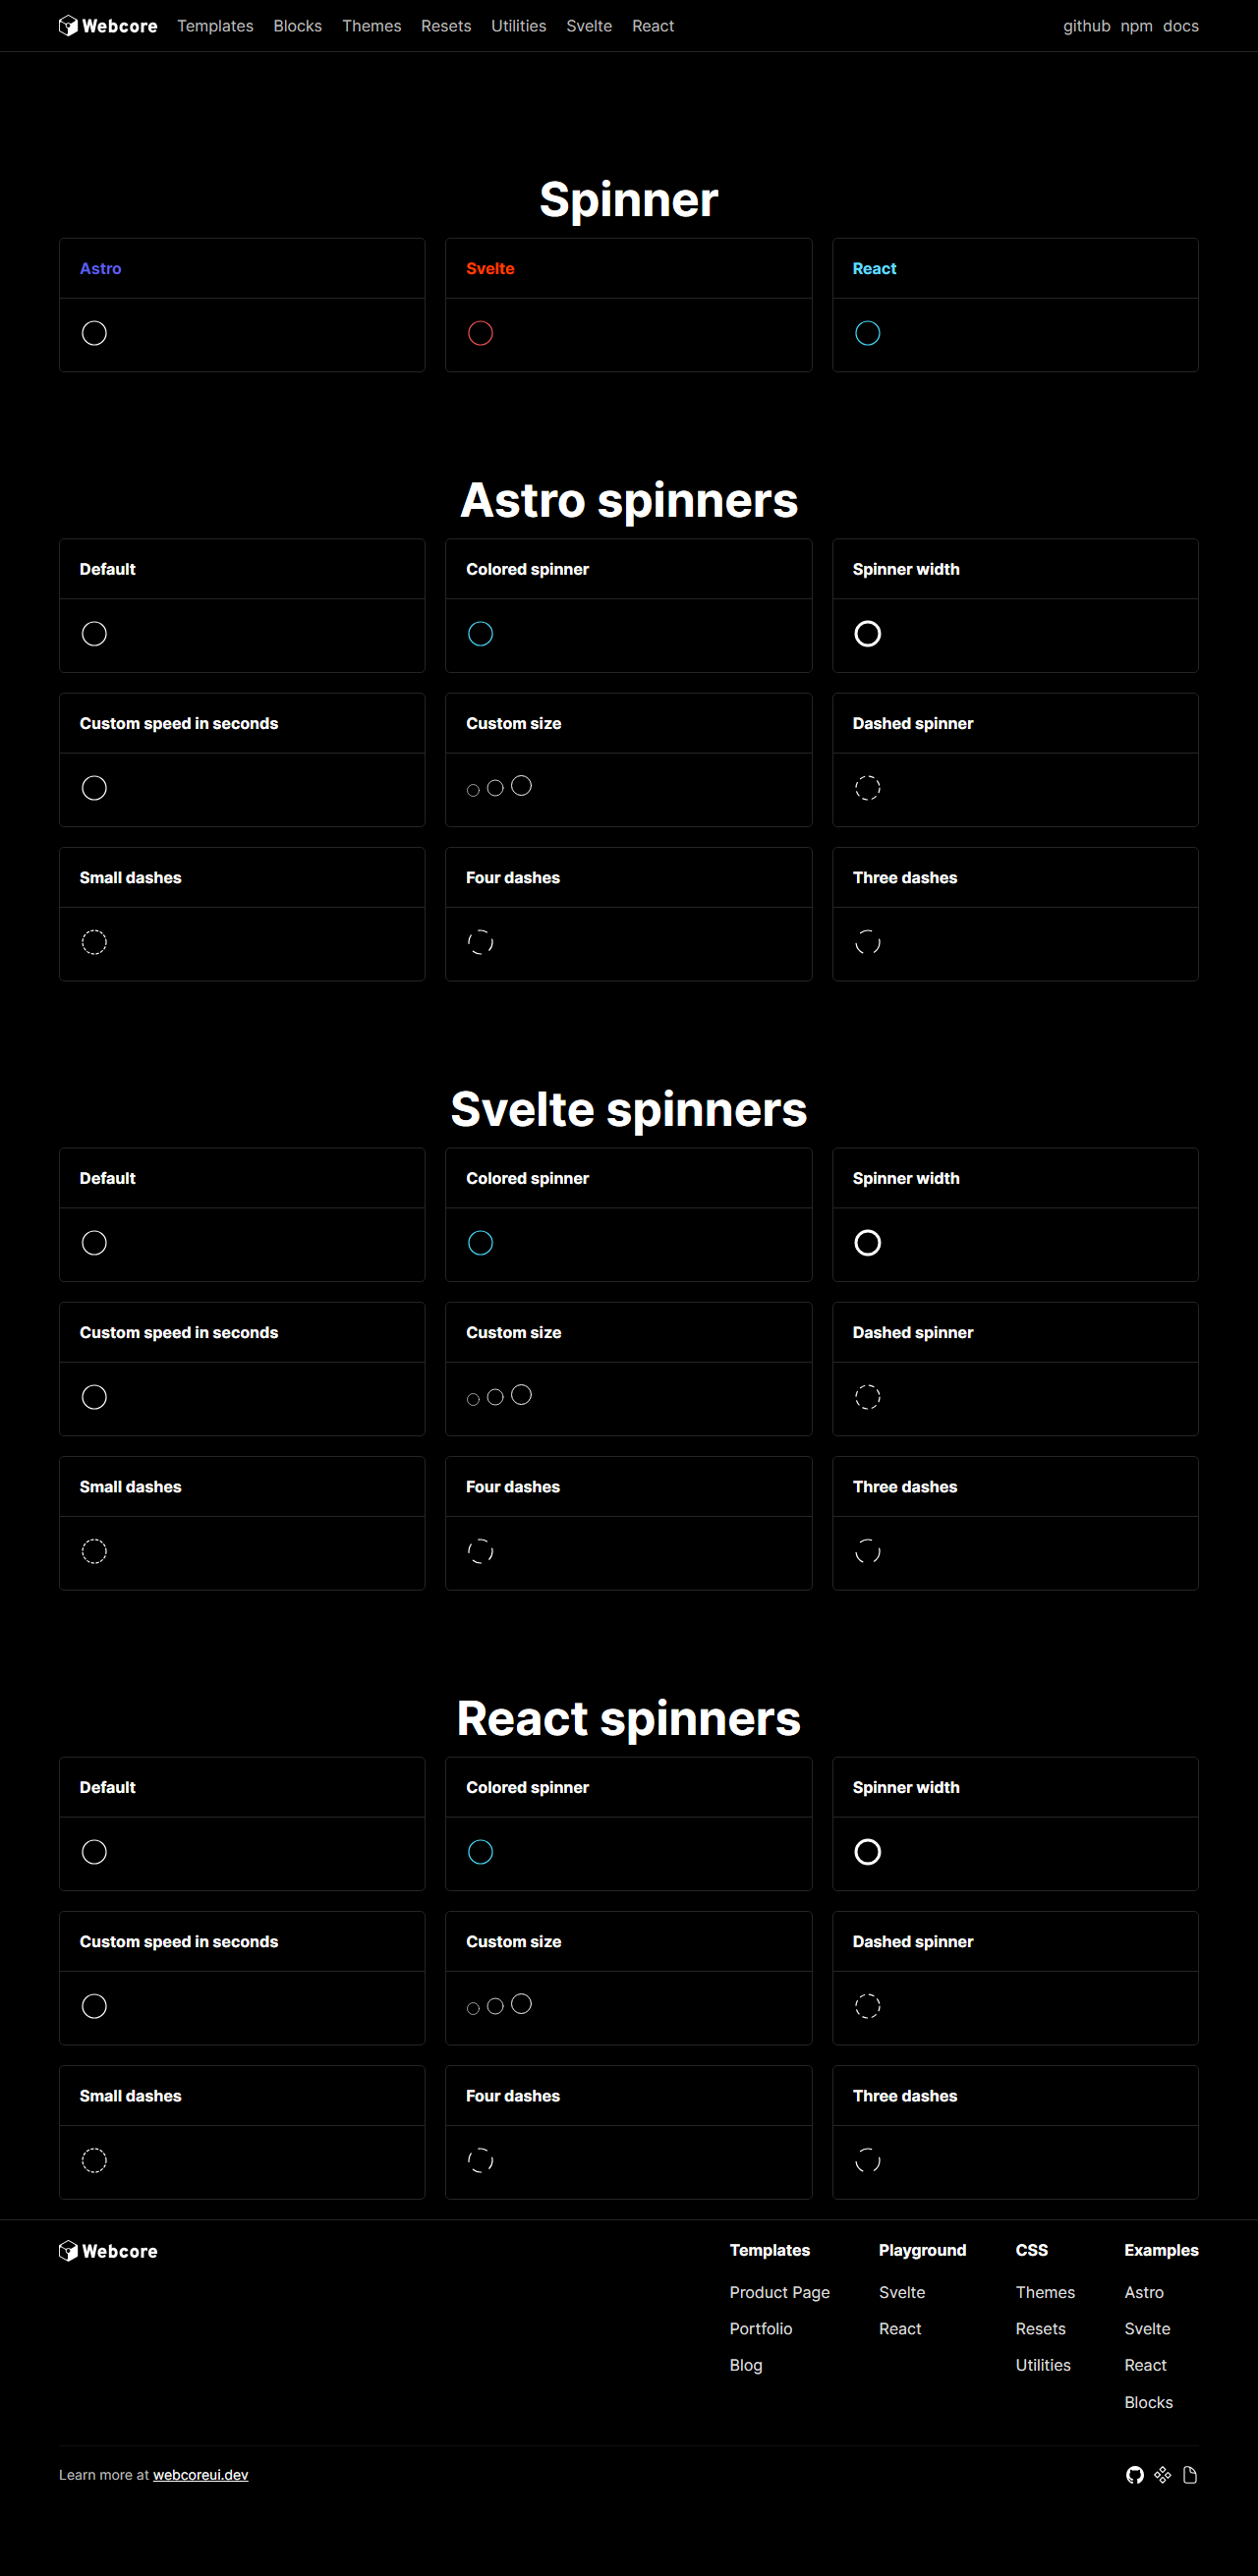 Webcore Templates Blocks Themes Resets Utilities Svelte React github npm docs
Spinner
Astro Svelte React
Astro spinners
Default Colored spinner Spinner width
Custom speed in seconds Custom size Dashed spinner
Small dashes Four dashes Three dashes
Svelte spinners
Default Colored spinner Spinner width
Custom speed in seconds Custom size Dashed spinner
Small dashes Four dashes Three dashes
React spinners
Default Colored spinner Spinner width
Custom speed in seconds Custom size Dashed spinner
Small dashes Four dashes Three dashes
Webcore Templates Playground CSS Examples
Product Page Svelte Themes Astro
Portfolio React Resets Svelte
Blog Utilities React
Blocks
Learn more at webcoreui.dev